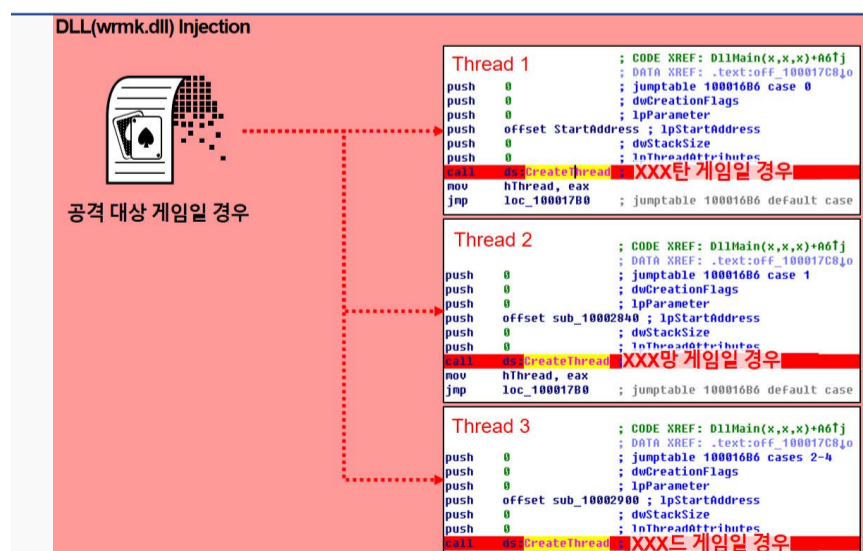 DLL(wrmk.dll) Injection
공격 대상 게임일 경우
Thread 1
; CODE XREF: DllMain(x,x,x)+A6↑j
; DATA XREF: .text:off_100017C8↓o
push 0 ; jumptable 100016B6 case 0
push 0 ; dwCreationFlags
push 0 ; lpParameter
push offset StartAddress ; lpStartAddress
push 0 ; dwStackSize
push 0 ; lpThreadAttributes
call ds:CreateThread ; XXX탄 게임일 경우
mov hThread, eax
jmp loc_100017B0 ; jumptable 100016B6 default case
Thread 2
; CODE XREF: DllMain(x,x,x)+A6↑j
; DATA XREF: .text:off_100017C8↓o
push 0 ; jumptable 100016B6 case 1
push 0 ; dwCreationFlags
push 0 ; lpParameter
push offset sub_10002840 ; lpStartAddress
push 0 ; dwStackSize
push 0 ; lpThreadAttributes
call ds:CreateThread ; XXX망 게임일 경우
mov hThread, eax
jmp loc_100017B0 ; jumptable 100016B6 default case
Thread 3
; CODE XREF: DllMain(x,x,x)+A6↑j
; DATA XREF: .text:off_100017C8↓o
push 0 ; jumptable 100016B6 cases 2-4
push 0 ; dwCreationFlags
push 0 ; lpParameter
push offset sub_10002900 ; lpStartAddress
push 0 ; dwStackSize
push 0 ; lpThreadAttributes
call ds:CreateThread ; XXX드 게임일 경우